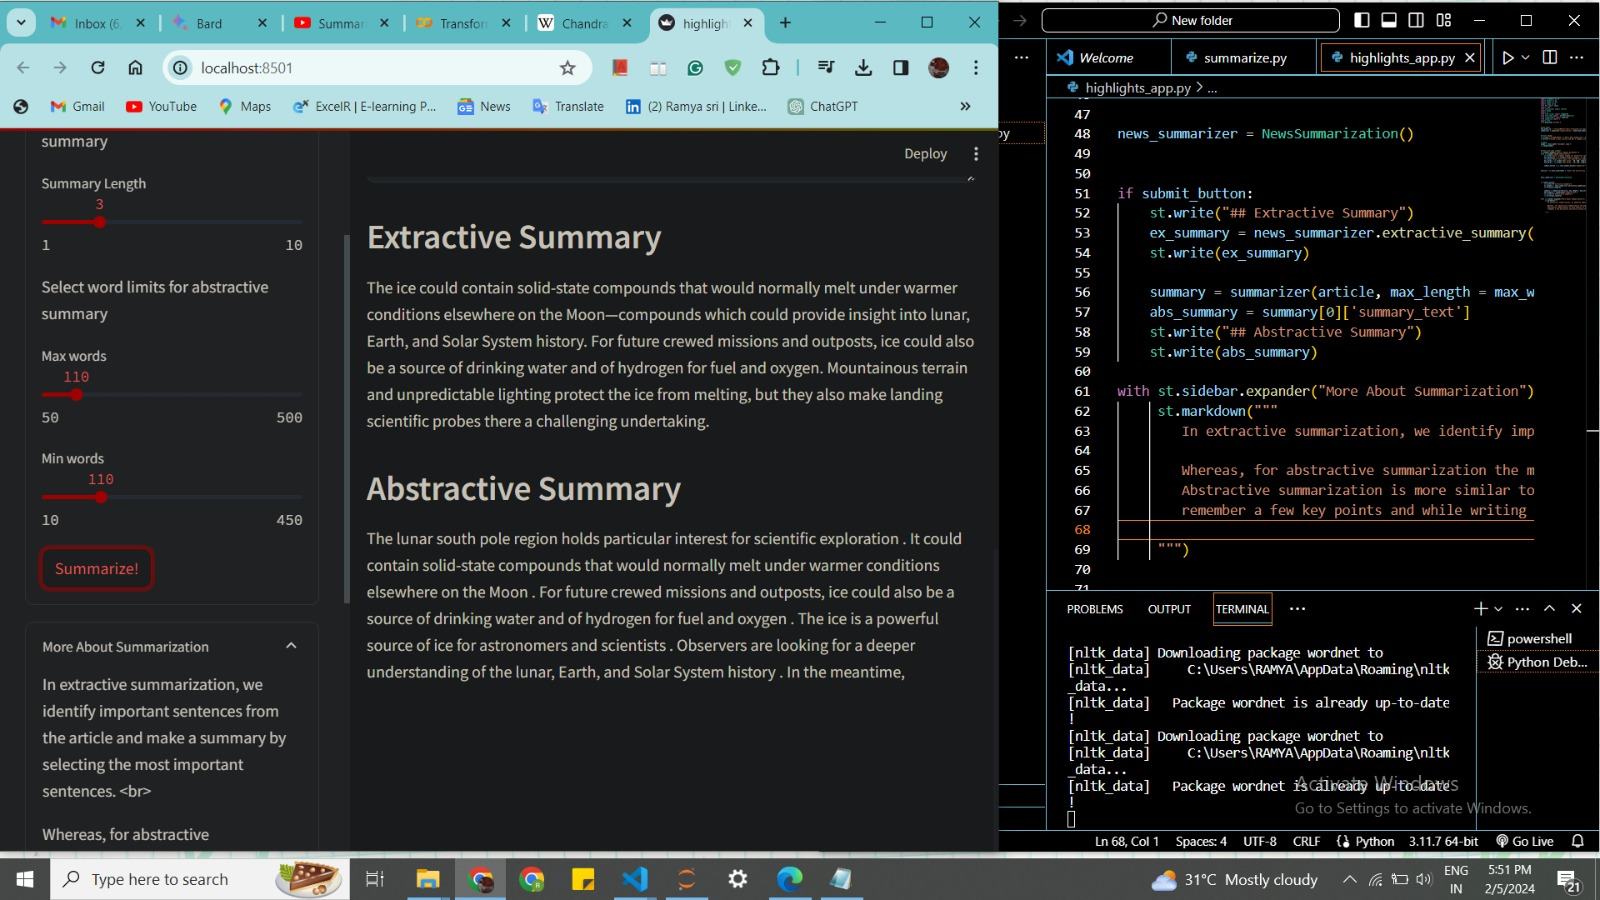 Inbox (6,
Bard
Summar
Transfor
Chandra
highligh
localhost:8501
Gmail
YouTube
Maps
ExcelR | E-learning P...
News
Translate
(2) Ramya sri | Linke...
ChatGPT
»
Deploy
summary
Summary Length
3
1
10
Select word limits for abstractive
summary
Max words
110
50
500
Min words
110
10
450
Summarize!
More About Summarization
In extractive summarization, we
identify important sentences from
the article and make a summary by
selecting the most important
sentences. <br>
Whereas, for abstractive
Extractive Summary
The ice could contain solid-state compounds that would normally melt under warmer
conditions elsewhere on the Moon—compounds which could provide insight into lunar,
Earth, and Solar System history. For future crewed missions and outposts, ice could also
be a source of drinking water and of hydrogen for fuel and oxygen. Mountainous terrain
and unpredictable lighting protect the ice from melting, but they also make landing
scientific probes there a challenging undertaking.
Abstractive Summary
The lunar south pole region holds particular interest for scientific exploration . It could
contain solid-state compounds that would normally melt under warmer conditions
elsewhere on the Moon . For future crewed missions and outposts, ice could also be a
source of drinking water and of hydrogen for fuel and oxygen . The ice is a powerful
source of ice for astronomers and scientists . Observers are looking for a deeper
understanding of the lunar, Earth, and Solar System history . In the meantime,
New folder
Welcome
summarize.py
highlights_app.py
highlights_app.py > ...
py
47
48 news_summarizer = NewsSummarization()
49
50
51 if submit_button:
52 st.write("## Extractive Summary")
53 ex_summary = news_summarizer.extractive_summary(
54 st.write(ex_summary)
55
56 summary = summarizer(article, max_length = max_w
57 abs_summary = summary[0]['summary_text']
58 st.write("## Abstractive Summary")
59 st.write(abs_summary)
60
61 with st.sidebar.expander("More About Summarization")
62 st.markdown("""
63 In extractive summarization, we identify imp
64
65 Whereas, for abstractive summarization the m
66 Abstractive summarization is more similar to
67 remember a few key points and while writing
68
69 """)
70
71
PROBLEMS
OUTPUT
TERMINAL
[nltk_data] Downloading package wordnet to
[nltk_data] C:\Users\RAMYA\AppData\Roaming\nltk
_data...
[nltk_data] Package wordnet is already up-to-date
!
[nltk_data] Downloading package wordnet to
[nltk_data] C:\Users\RAMYA\AppData\Roaming\nltk
_data...
[nltk_data] Package wordnet is already up-to-date
!
powershell
Python Deb...
Activate Windows
Go to Settings to activate Windows.
Ln 68, Col 1
Spaces: 4
UTF-8
CRLF
Python
3.11.7 64-bit
Go Live
Type here to search
31°C Mostly cloudy
ENG
IN
5:51 PM
2/5/2024
21